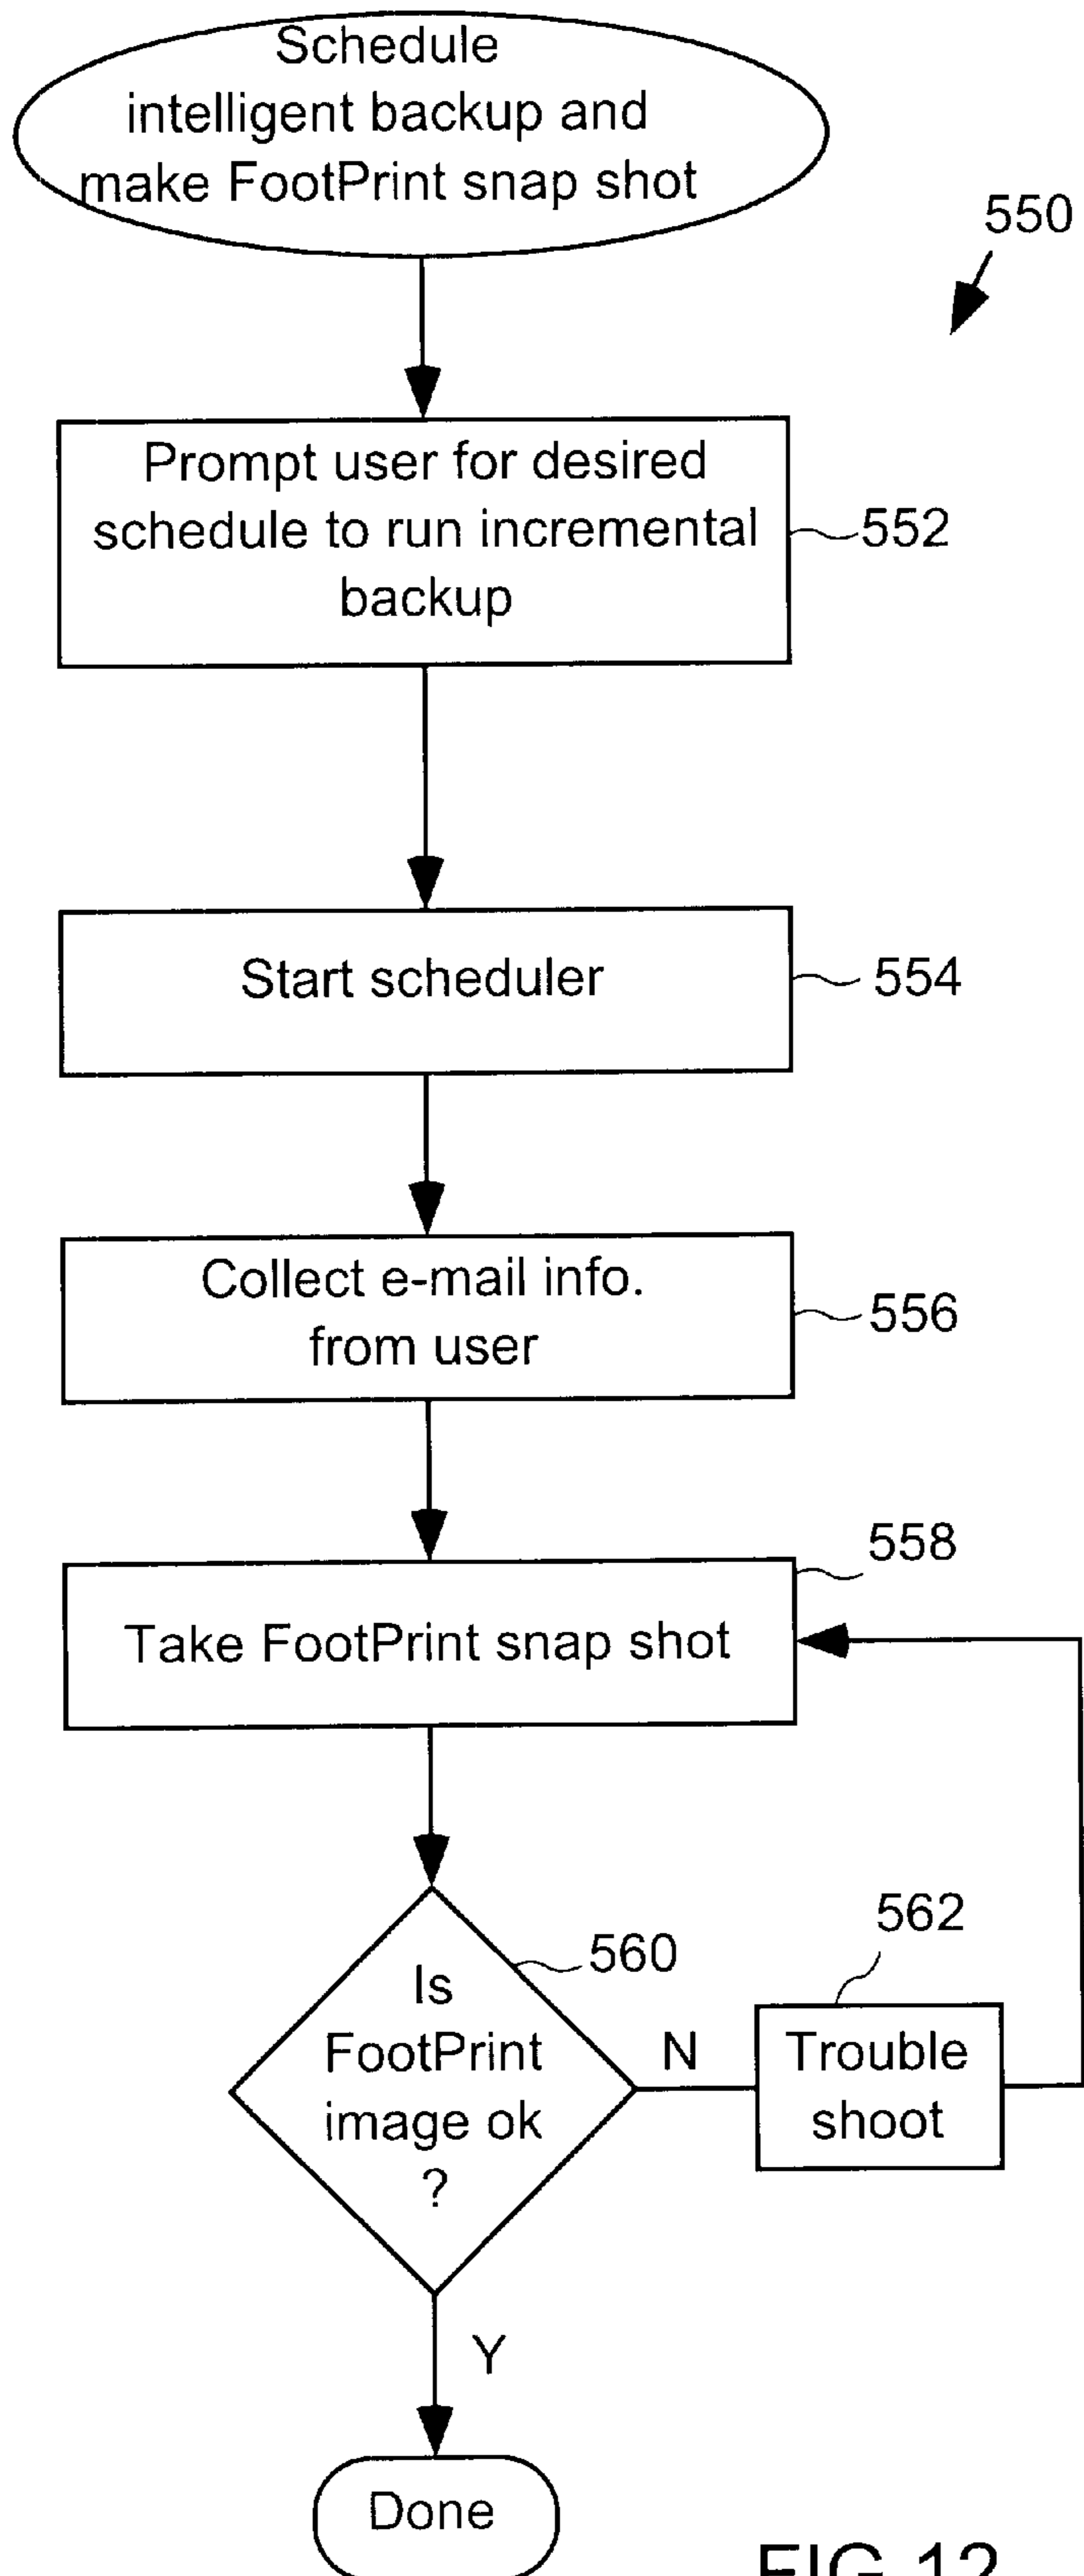 Schedule
intelligent backup and
make FootPrint snap shot
550
Prompt user for desired
schedule to run incremental
backup
552
Start scheduler
554
Collect e-mail info.
from user
556
558
Take FootPrint snap shot
560
Is
FootPrint
image ok
?
N
562
Trouble
shoot
Y
Done
FIG.12